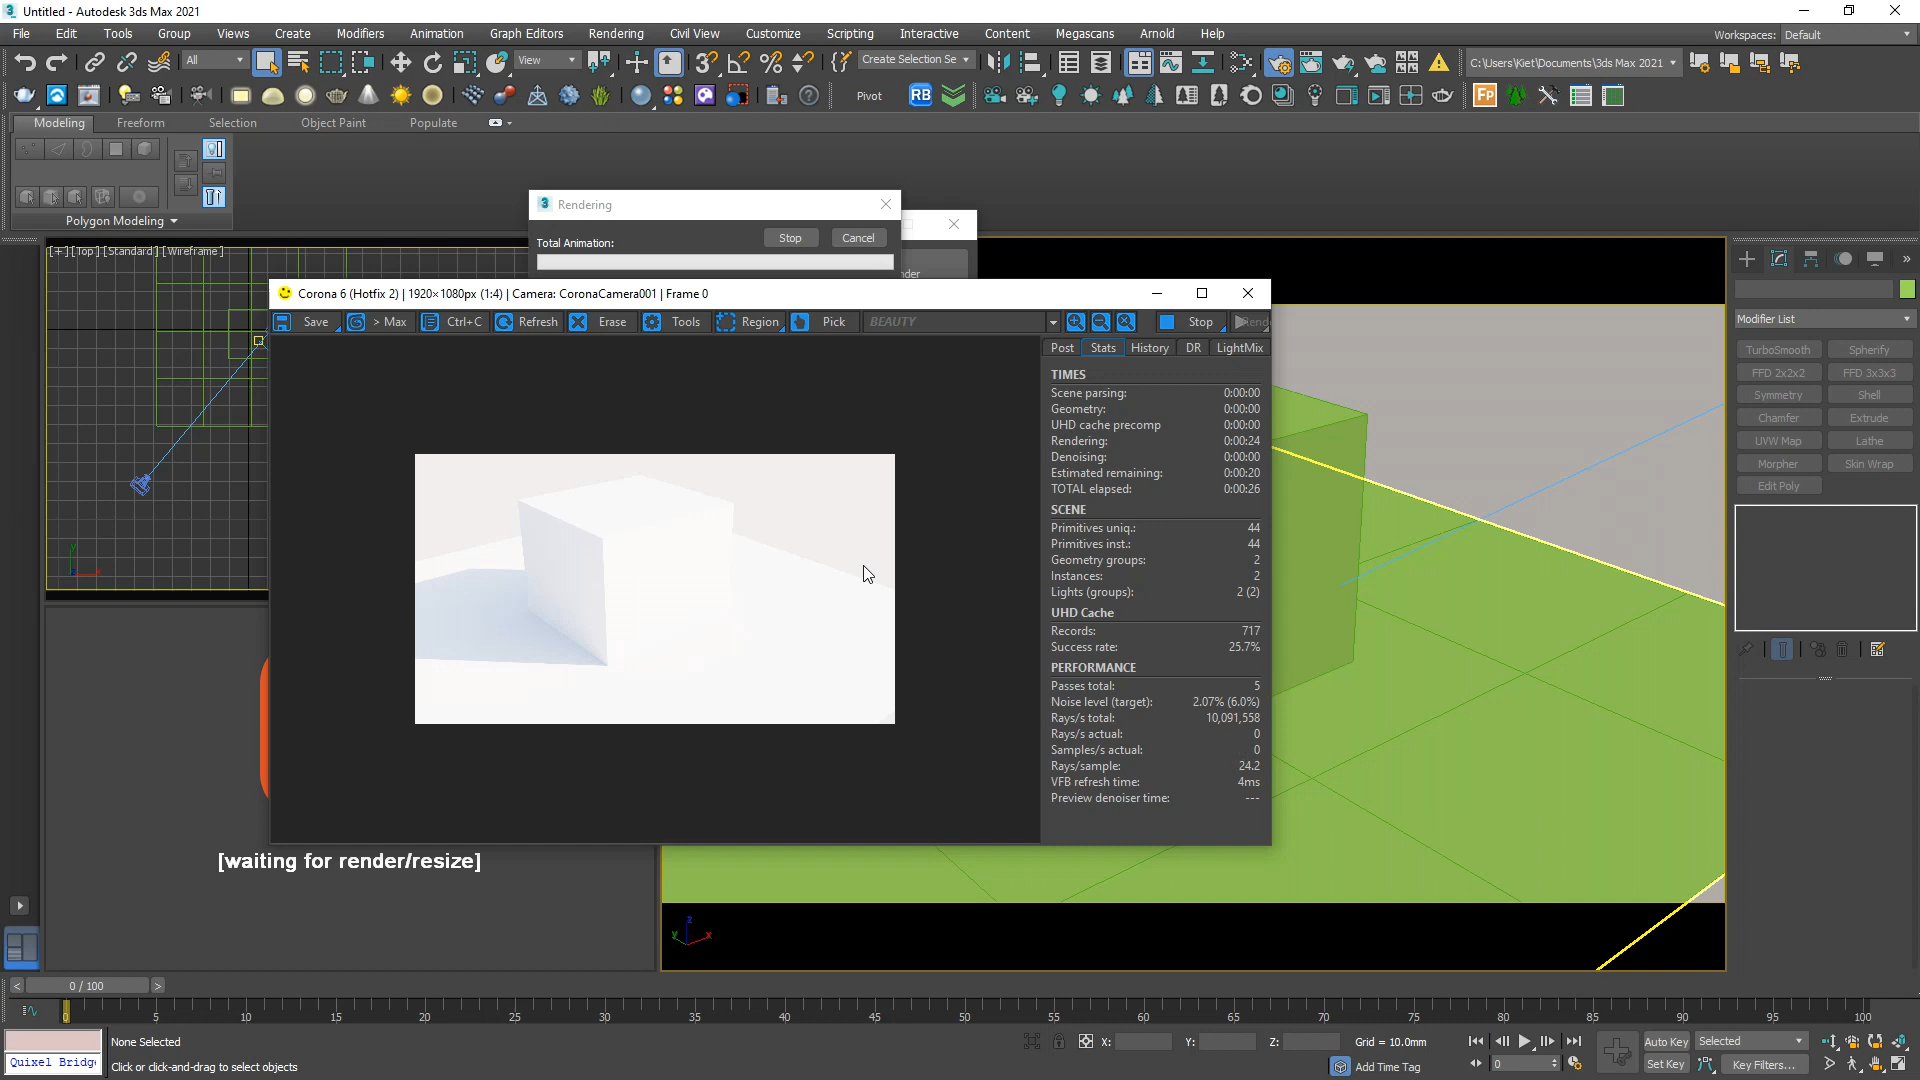 Untitled - Autodesk 3ds Max 2021
File Edit Tools Group Views Create Modifiers Animation Graph Editors Rendering Civil View Customize Scripting Interactive Content Megascans Arnold Help
Workspaces: Default
All
View
Create Selection Se
C:\Users\Kiet\Documents\3ds Max 2021
Pivot
RB
Fp
Modeling Freeform Selection Object Paint Populate
Polygon Modeling
Rendering
Total Animation:
Stop Cancel
[+] [Top] [Standard] [Wireframe]
Corona 6 (Hotfix 2) | 1920×1080px (1:4) | Camera: CoronaCamera001 | Frame 0
Save > Max Ctrl+C Refresh Erase Tools Region Pick BEAUTY Stop
Post Stats History DR LightMix
TIMES
Scene parsing: 0:00:00
Geometry: 0:00:00
UHD cache precomp 0:00:00
Rendering: 0:00:24
Denoising: 0:00:00
Estimated remaining: 0:00:20
TOTAL elapsed: 0:00:26
SCENE
Primitives uniq.: 44
Primitives inst.: 44
Geometry groups: 2
Instances: 2
Lights (groups): 2 (2)
UHD Cache
Records: 717
Success rate: 25.7%
PERFORMANCE
Passes total: 5
Noise level (target): 2.07% (6.0%)
Rays/s total: 10,091,558
Rays/s actual: 0
Samples/s actual: 0
Rays/sample: 24.2
VFB refresh time: 4ms
Preview denoiser time: ---
Modifier List
TurboSmooth Spherify
FFD 2x2x2 FFD 3x3x3
Symmetry Shell
Chamfer Extrude
UVW Map Lathe
Morpher Skin Wrap
Edit Poly
[waiting for render/resize]
y x
z
y x
< 0 / 100 >
0 5 10 15 20 25 30 35 40 45 50 55 60 65 70 75 80 85 90 95 100
None Selected
Quixel Bridge
Click or click-and-drag to select objects
X: Y: Z: Grid = 10.0mm
Add Time Tag
0
Auto Key Selected
Set Key Key Filters...